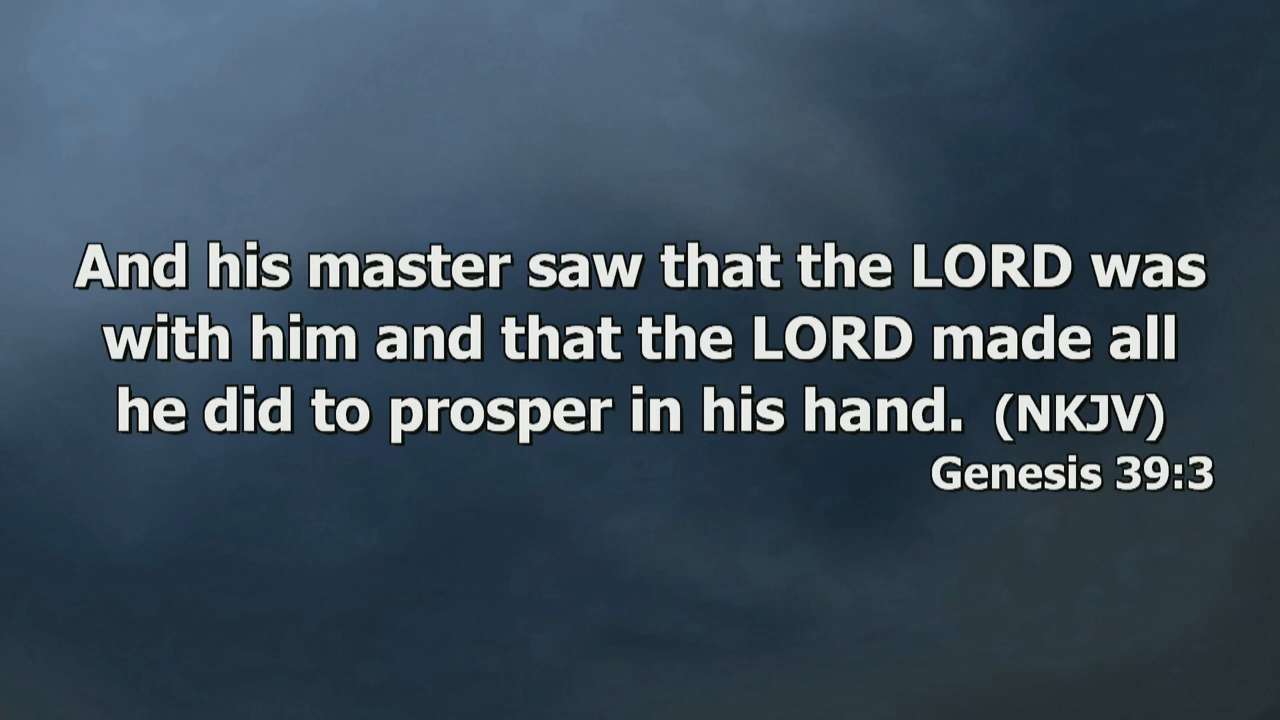 And his master saw that the LORD was
with him and that the LORD made all
he did to prosper in his hand.  (NKJV)
Genesis 39:3